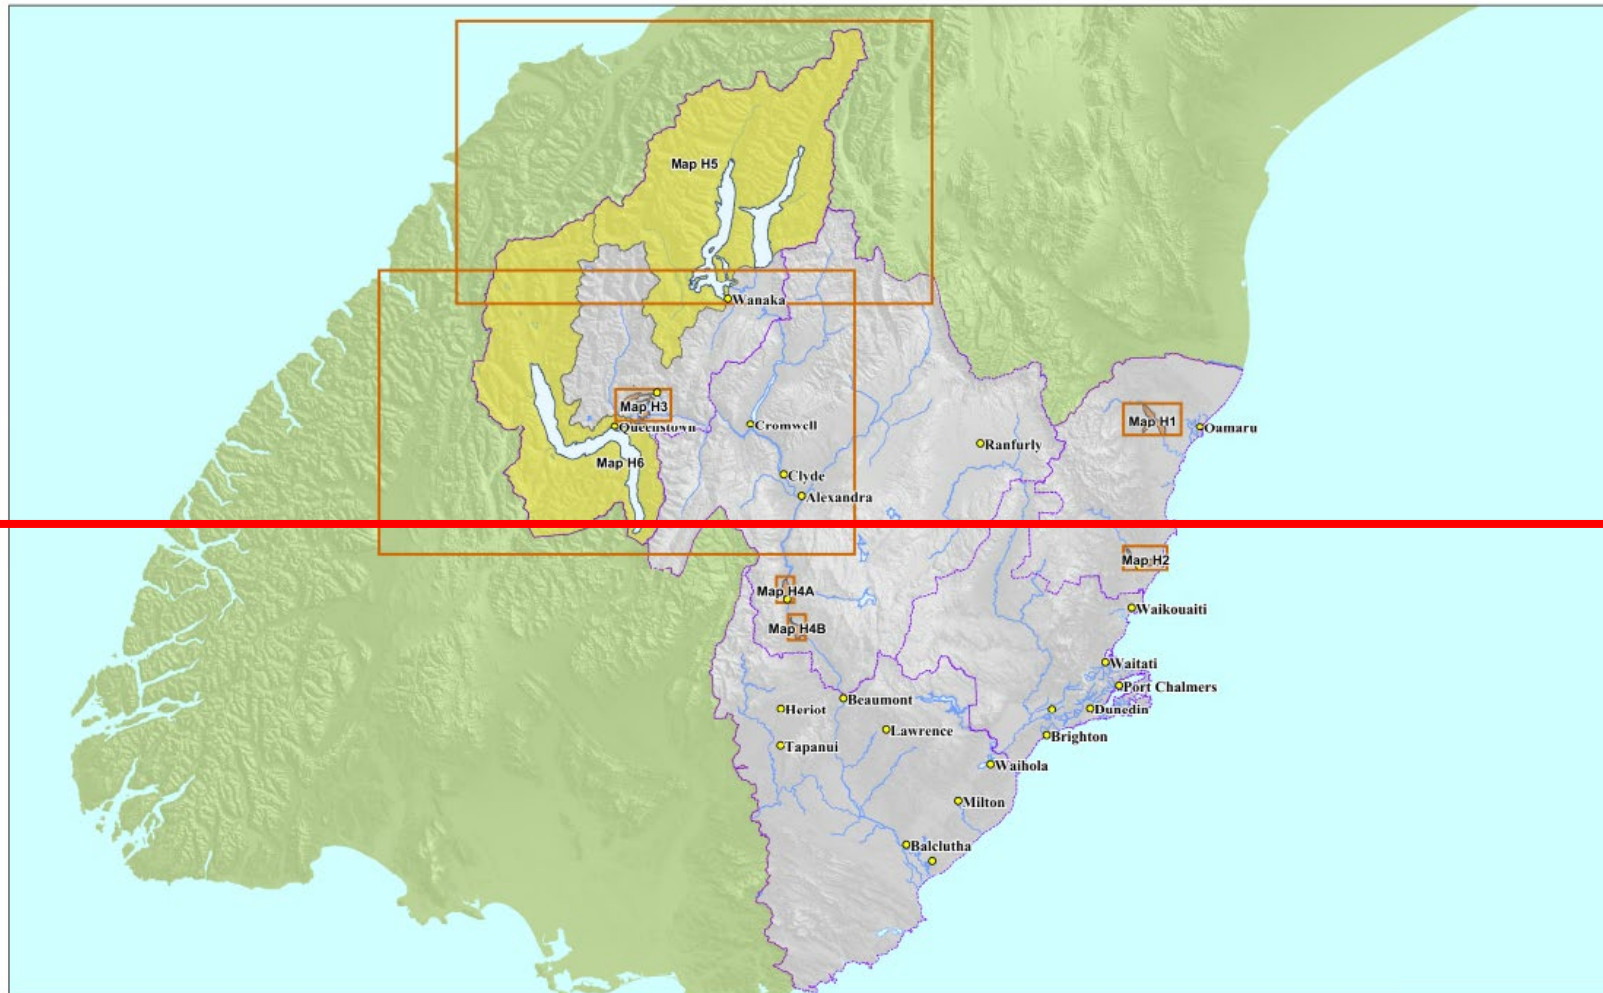 Map H5
Wanaka
Map H3
Queenstown
Cromwell
Map H1
Oamaru
Ranfurly
Map H6
Clyde
Alexandra
Map H2
Map H4A
Waikouaiti
Map H4B
Waitati
Port Chalmers
Beaumont
Heriot
Dunedin
Lawrence
Brighton
Tapanui
Waihola
Milton
Balclutha